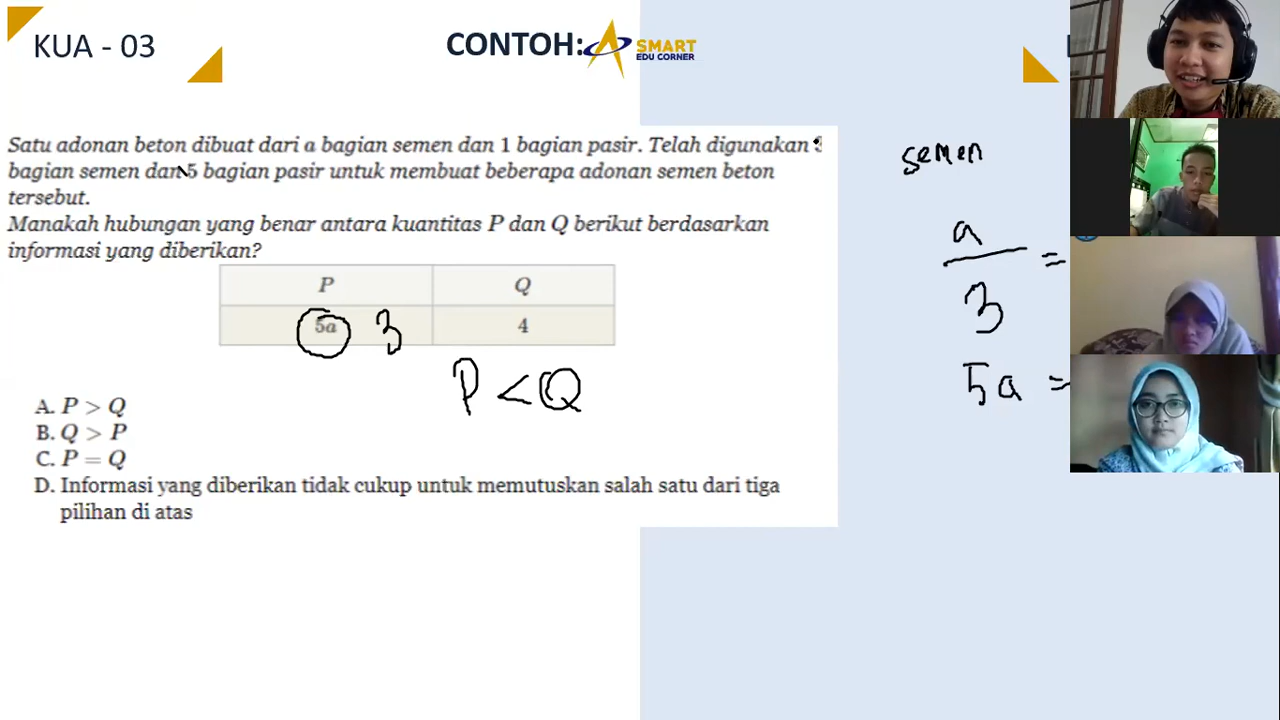 KUA - 03
CONTOH:
SMART
EDU CORNER
Satu adonan beton dibuat dari a bagian semen dan 1 bagian pasir. Telah digunakan
bagian semen dan 5 bagian pasir untuk membuat beberapa adonan semen beton
tersebut.
Manakah hubungan yang benar antara kuantitas P dan Q berikut berdasarkan
informasi yang diberikan?
P Q
5a 3 4
P < Q
A. P > Q
B. Q > P
C. P = Q
D. Informasi yang diberikan tidak cukup untuk memutuskan salah satu dari tiga
pilihan di atas
semen
a
=
3
5a =